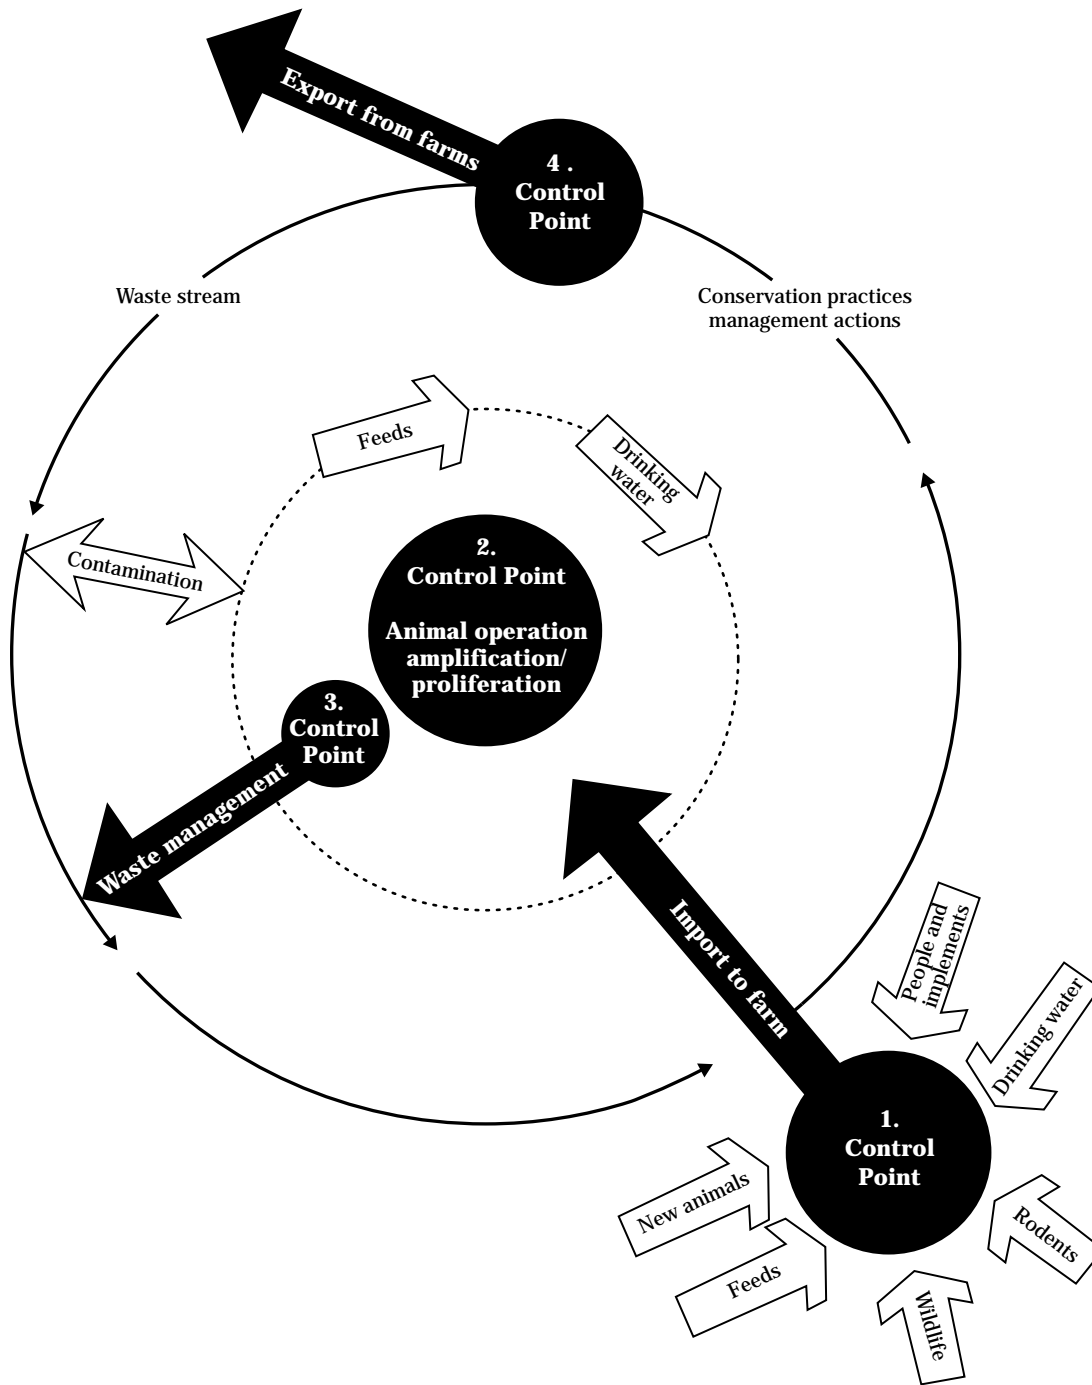 Export from farms
4 .
Control
Point
Waste stream
Conservation practices
management actions
Feeds
Drinking
water
Contamination
2.
Control Point
Animal operation
amplification/
proliferation
3.
Control
Point
Waste management
Import to farm
People and
implements
Drinking water
1.
Control
Point
New animals
Feeds
Rodents
Wildlife